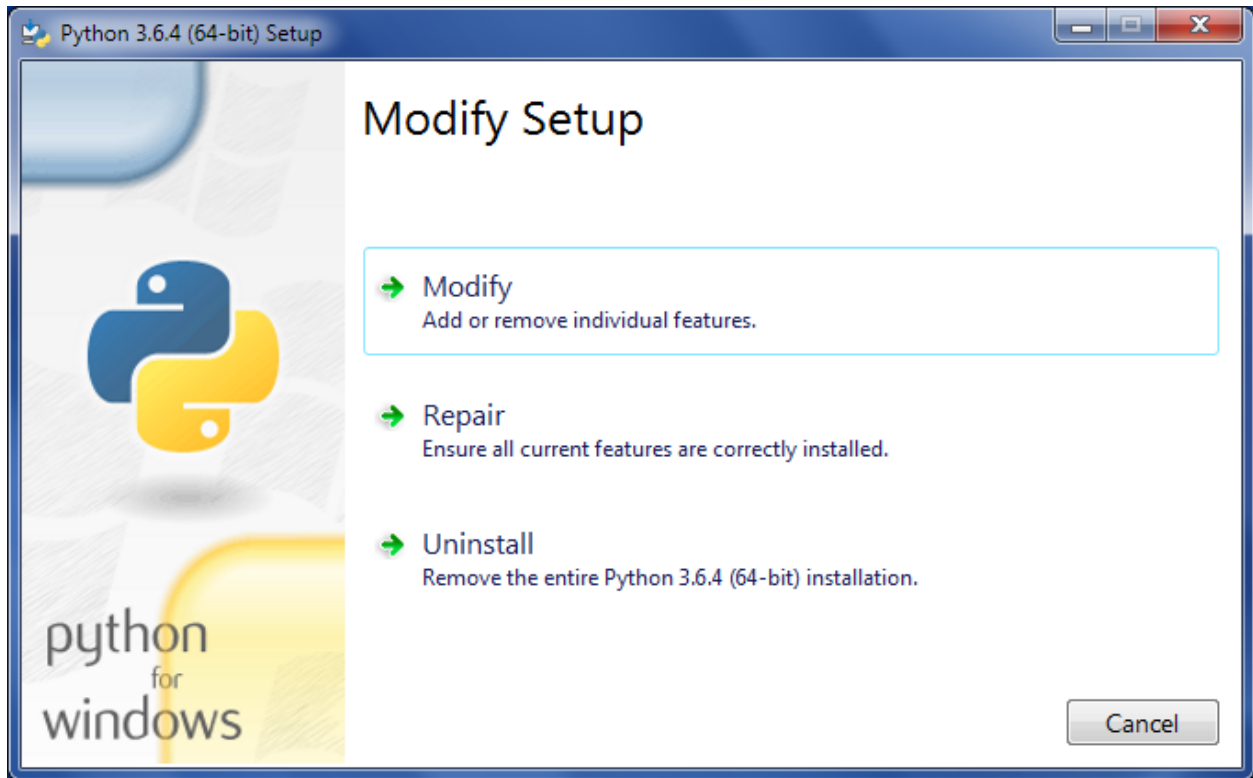 Python 3.6.4 (64-bit) Setup
Modify Setup
Modify
Add or remove individual features.
Repair
Ensure all current features are correctly installed.
Uninstall
Remove the entire Python 3.6.4 (64-bit) installation.
python
for
windows
Cancel